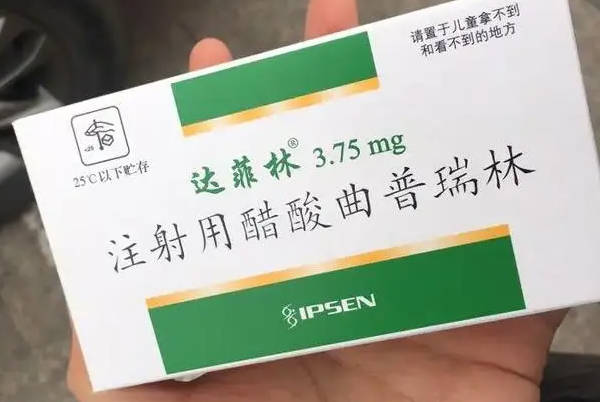 请置于儿童拿不到
和看不到的地方
25℃以下贮存
达菲林® 3.75 mg
注射用醋酸曲普瑞林
IPSEN